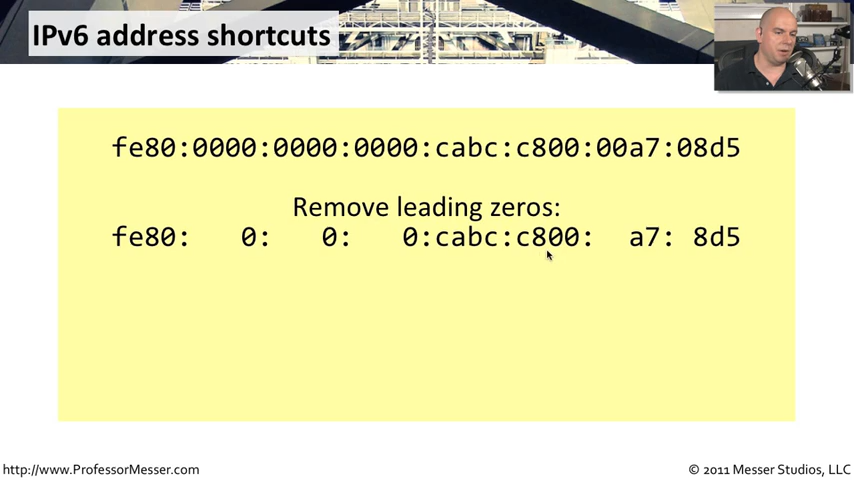 IPv6 address shortcuts
fe80:0000:0000:0000:cabc:c800:00a7:08d5
Remove leading zeros:
fe80:   0:   0:   0:cabc:c800:  a7: 8d5
http://www.ProfessorMesser.com
© 2011 Messer Studios, LLC